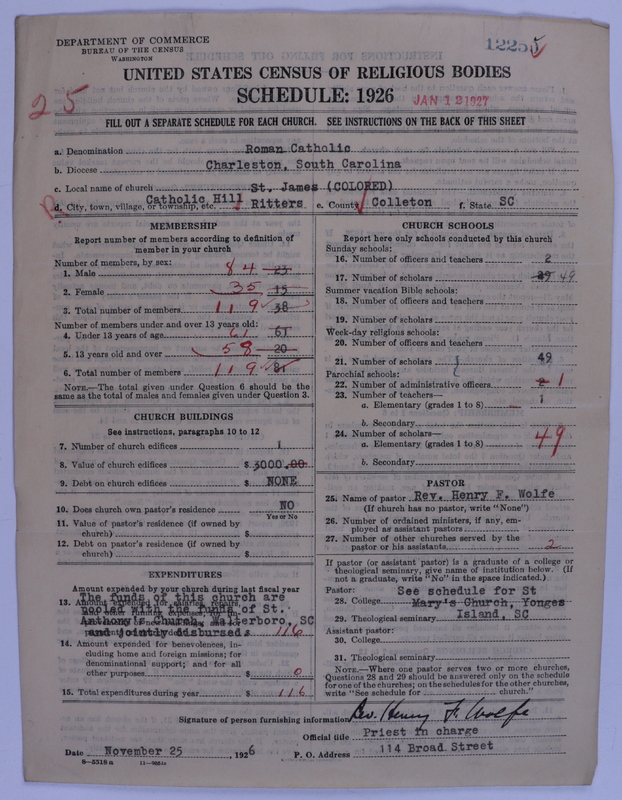 DEPARTMENT OF COMMERCE
BUREAU OF THE CENSUS
WASHINGTON
12255
UNITED STATES CENSUS OF RELIGIOUS BODIES
SCHEDULE: 1926
JAN 12 1927
25
FILL OUT A SEPARATE SCHEDULE FOR EACH CHURCH. SEE INSTRUCTIONS ON THE BACK OF THIS SHEET
a. Denomination Roman Catholic
b. Diocese Charleston, South Carolina
c. Local name of church St. James (COLORED)
d. City, town, village, or township, etc. Catholic Hill Ritters e. County Colleton f. State SC
MEMBERSHIP
Report number of members according to definition of
member in your church
Number of members, by sex:
1. Male 84 23
2. Female 35 15
3. Total number of members 119 38
Number of members under and over 13 years old:
4. Under 13 years of age 61 61
5. 13 years old and over 58 20
6. Total number of members 119 81
NOTE.—The total given under Question 6 should be the
same as the total of males and females given under Question 3.
CHURCH BUILDINGS
See instructions, paragraphs 10 to 12
7. Number of church edifices 1
8. Value of church edifices $ 3000.00
9. Debt on church edifices $ NONE
10. Does church own pastor's residence NO
Yes or No
11. Value of pastor's residence (if owned by
church) $
12. Debt on pastor's residence (if owned by
church) $
EXPENDITURES
Amount expended by your church during last fiscal year
The funds of this church are
13. Amount expended for salaries, repairs,
pooled with the funds of St.
Anthony's Church, Walterboro, SC
and jointly disbursed $ 116
14. Amount expended for benevolences, in-
cluding home and foreign missions; for
denominational support; and for all
other purposes $ 0
15. Total expenditures during year $ 116
CHURCH SCHOOLS
Report here only schools conducted by this church
Sunday schools:
16. Number of officers and teachers 2
17. Number of scholars 49
Summer vacation Bible schools:
18. Number of officers and teachers
19. Number of scholars
Week-day religious schools:
20. Number of officers and teachers
21. Number of scholars 49
Parochial schools:
22. Number of administrative officers 2 1
23. Number of teachers—
a. Elementary (grades 1 to 8) 1
b. Secondary
24. Number of scholars—
a. Elementary (grades 1 to 8) 49
b. Secondary
PASTOR
25. Name of pastor Rev. Henry F. Wolfe
(If church has no pastor, write "None")
26. Number of ordained ministers, if any, em-
ployed as assistant pastors
27. Number of other churches served by the
pastor or his assistants 2
If pastor (or assistant pastor) is a graduate of a college or
theological seminary, give name of institution below. (If
not a graduate, write "No" in the space indicated.)
Pastor: See schedule for St
28. College Mary's Church, Yonges
29. Theological seminary Island, SC
Assistant pastor:
30. College
31. Theological seminary
NOTE.—Where one pastor serves two or more churches,
Questions 28 and 29 should be answered only on the schedule
for one of the churches; on the schedules for the other churches,
write "See schedule for church."
Signature of person furnishing information Rev. Henry F. Wolfe
Official title Priest in charge
Date November 25, 1926 P. O. Address 114 Broad Street
8—5518a